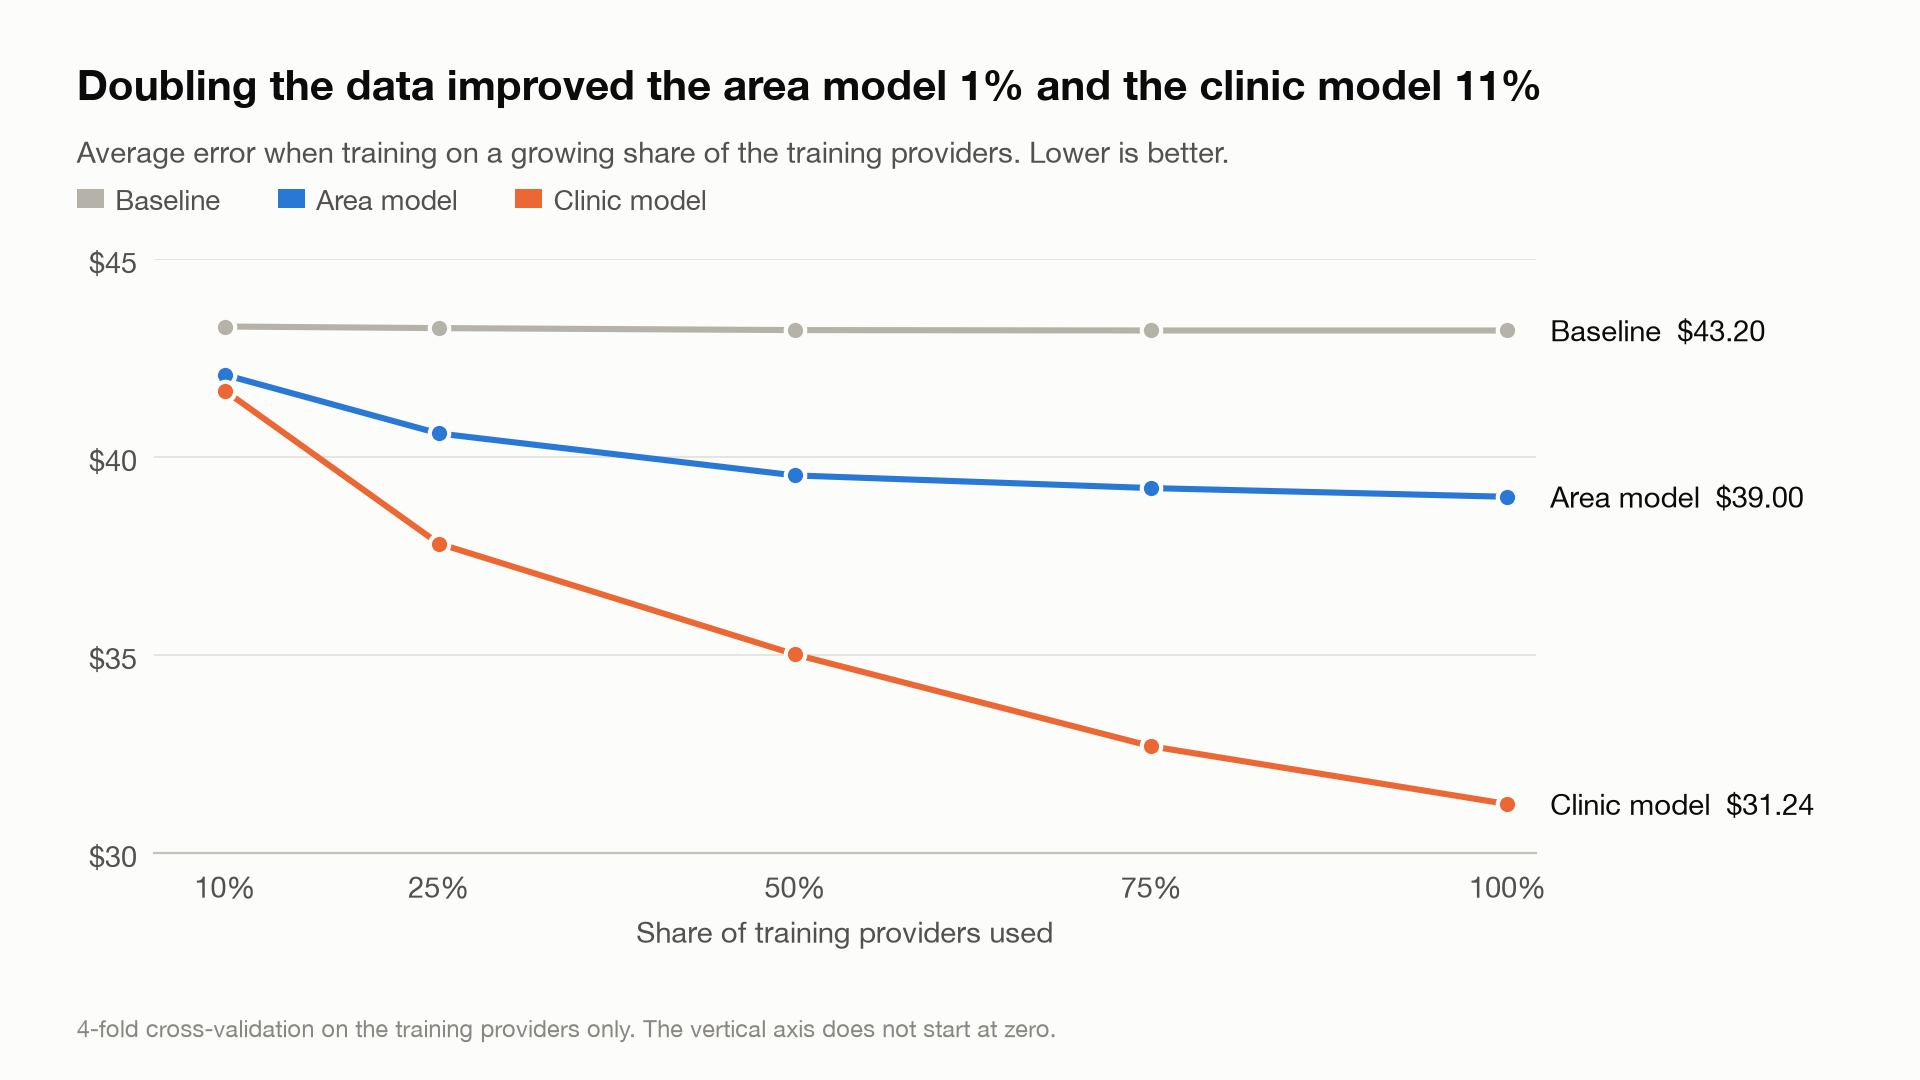 Doubling the data improved the area model 1% and the clinic model 11%
Average error when training on a growing share of the training providers. Lower is better.
Baseline Area model Clinic model
$45
Baseline $43.20
$40
Area model $39.00
$35
Clinic model $31.24
$30
10% 25% 50% 75% 100%
Share of training providers used
4-fold cross-validation on the training providers only. The vertical axis does not start at zero.